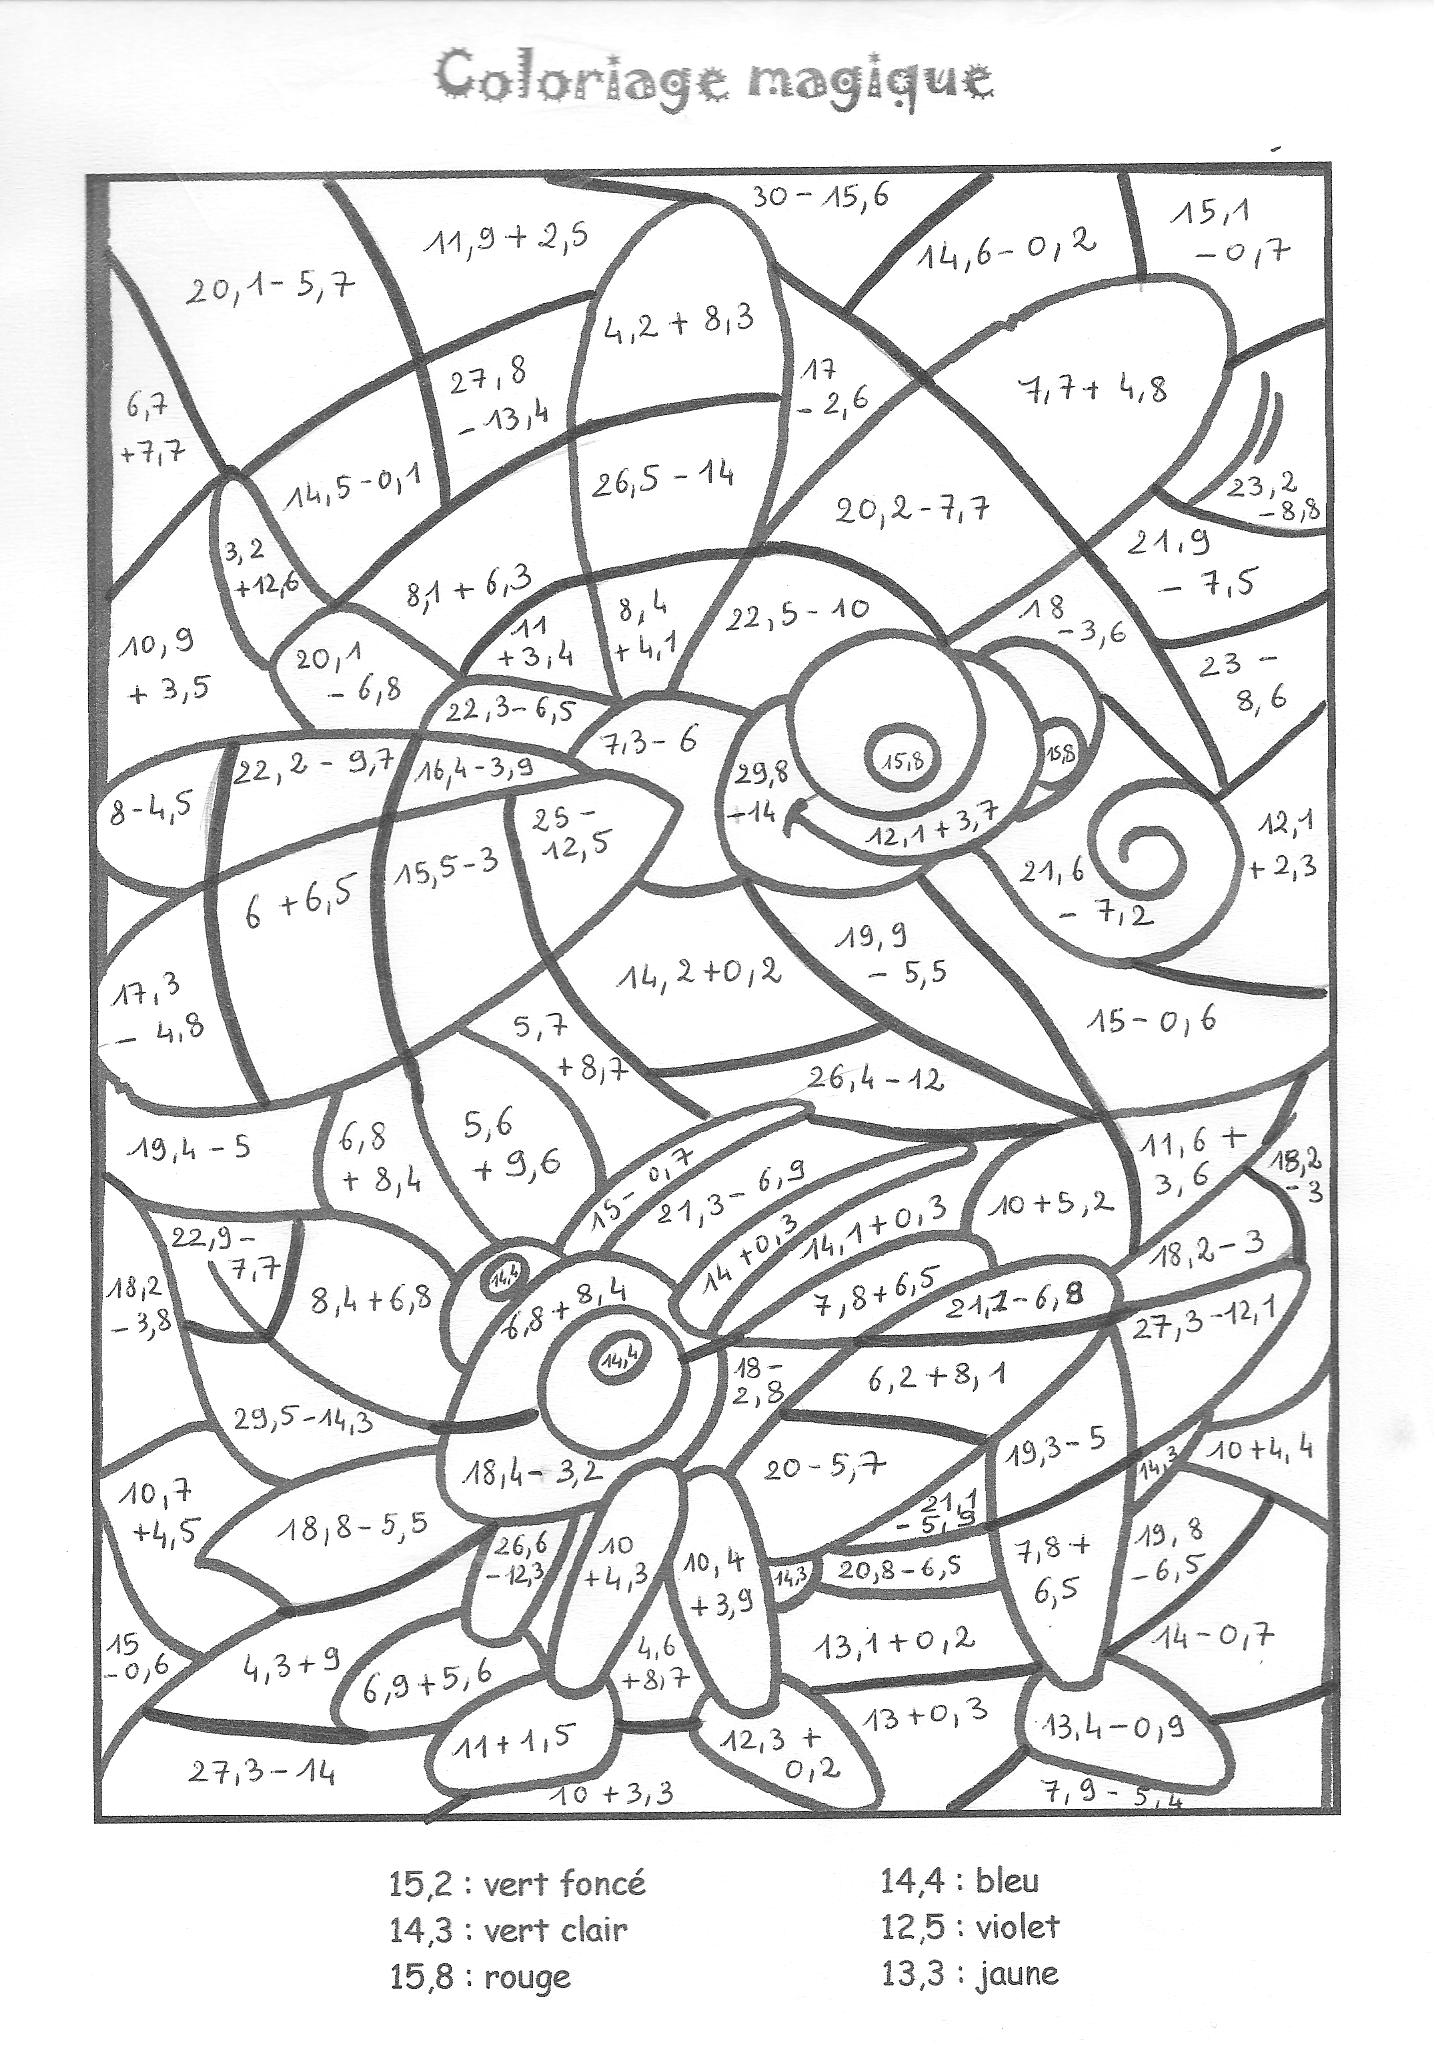 Coloriage magique
30 - 15,6
15,1
- 0,7
11,9 + 2,5
14,6 - 0,2
20,1 - 5,7
4,2 + 8,3
27,8
- 13,4
17
- 2,6
7,7 + 4,8
6,7
+ 7,7
14,5 - 0,1
26,5 - 14
20,2 - 7,7
23,2
- 8,8
21,9
- 7,5
3,2
+ 12,6
8,1 + 6,3
11
+ 3,4
8,4
+ 4,1
22,5 - 10
18
- 3,6
10,9
+ 3,5
20,1
- 6,8
23 -
8,6
22,3 - 6,5
7,3 - 6
22,2 - 9,7
16,4 - 3,9
29,8
- 14
15,8
15,8
8 - 4,5
25 -
12,5
12,1 + 3,7
12,1
+ 2,3
6 + 6,5
15,5 - 3
21,6
- 7,2
14,2 + 0,2
19,9
- 5,5
17,3
- 4,8
15 - 0,6
5,7
+ 8,7
26,4 - 12
19,4 - 5
6,8
+ 8,4
5,6
+ 9,6
15 - 0,7
21,3 - 6,9
14 + 0,3
14,1 + 0,3
10 + 5,2
11,6 +
3,6
18,2
- 3
22,9 -
7,7
18,2 - 3
18,2
- 3,8
8,4 + 6,8
14,4
6,8 + 8,4
7,8 + 6,5
27,3 - 12,1
14,4
18 -
2,8
6,2 + 8,1
29,5 - 14,3
18,4 - 3,2
20 - 5,7
19,3 - 5
14,3
10 + 4,4
10,7
+ 4,5
18,8 - 5,5
26,6
- 12,3
10
+ 4,3
10,4
+ 3,9
14,3
20,8 - 6,5
7,8 +
6,5
19,8
- 6,5
15
- 0,6
4,3 + 9
6,9 + 5,6
4,6
+ 8,7
13,1 + 0,2
14 - 0,7
27,3 - 14
11 + 1,5
12,3 +
0,2
13 + 0,3
13,4 - 0,9
10 + 3,3
7,9 - 5,4
15,2 : vert foncé
14,4 : bleu
14,3 : vert clair
12,5 : violet
15,8 : rouge
13,3 : jaune